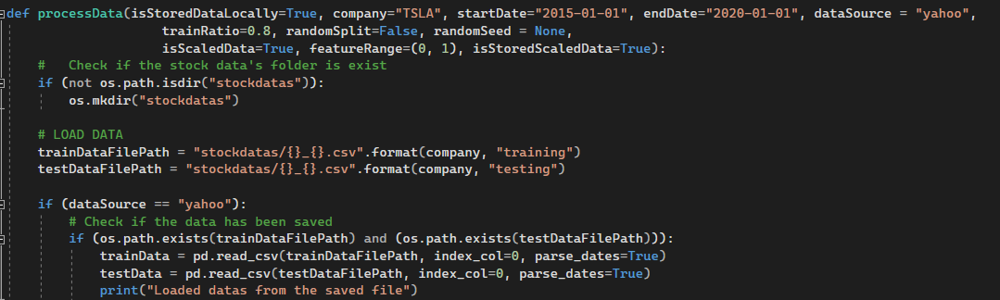 def processData(isStoredDataLocally=True, company="TSLA", startDate="2015-01-01", endDate="2020-01-01", dataSource = "yahoo",
trainRatio=0.8, randomSplit=False, randomSeed = None,
isScaledData=True, featureRange=(0, 1), isStoredScaledData=True):
#   Check if the stock data's folder is exist
if (not os.path.isdir("stockdatas")):
os.mkdir("stockdatas")
# LOAD DATA
trainDataFilePath = "stockdatas/{}_{}.csv".format(company, "training")
testDataFilePath = "stockdatas/{}_{}.csv".format(company, "testing")
if (dataSource == "yahoo"):
# Check if the data has been saved
if (os.path.exists(trainDataFilePath) and (os.path.exists(testDataFilePath))):
trainData = pd.read_csv(trainDataFilePath, index_col=0, parse_dates=True)
testData = pd.read_csv(testDataFilePath, index_col=0, parse_dates=True)
print("Loaded datas from the saved file")